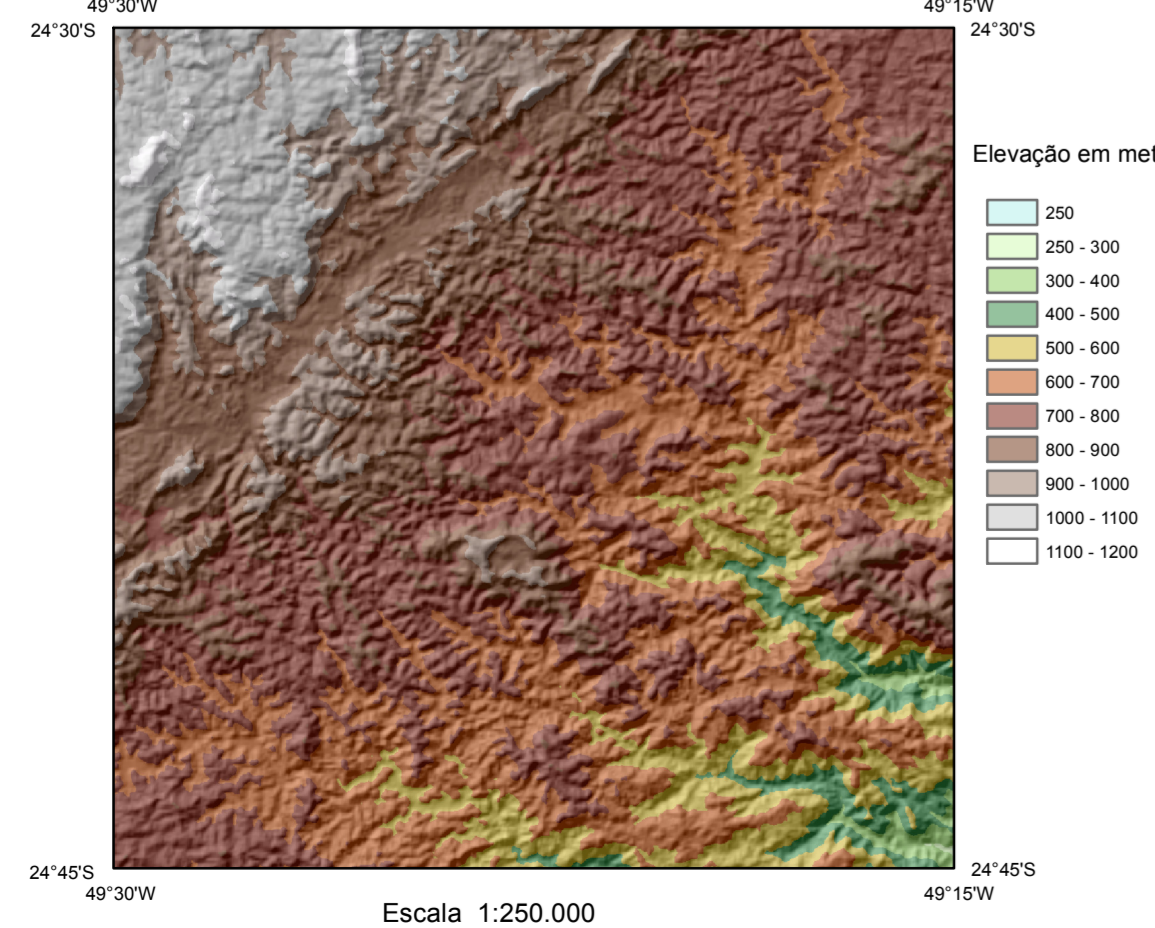 49°30'W 49°15'W
24°30'S 24°30'S
Elevação em met
250
250 - 300
300 - 400
400 - 500
500 - 600
600 - 700
700 - 800
800 - 900
900 - 1000
1000 - 1100
1100 - 1200
24°45'S 24°45'S
49°30'W 49°15'W
Escala 1:250.000